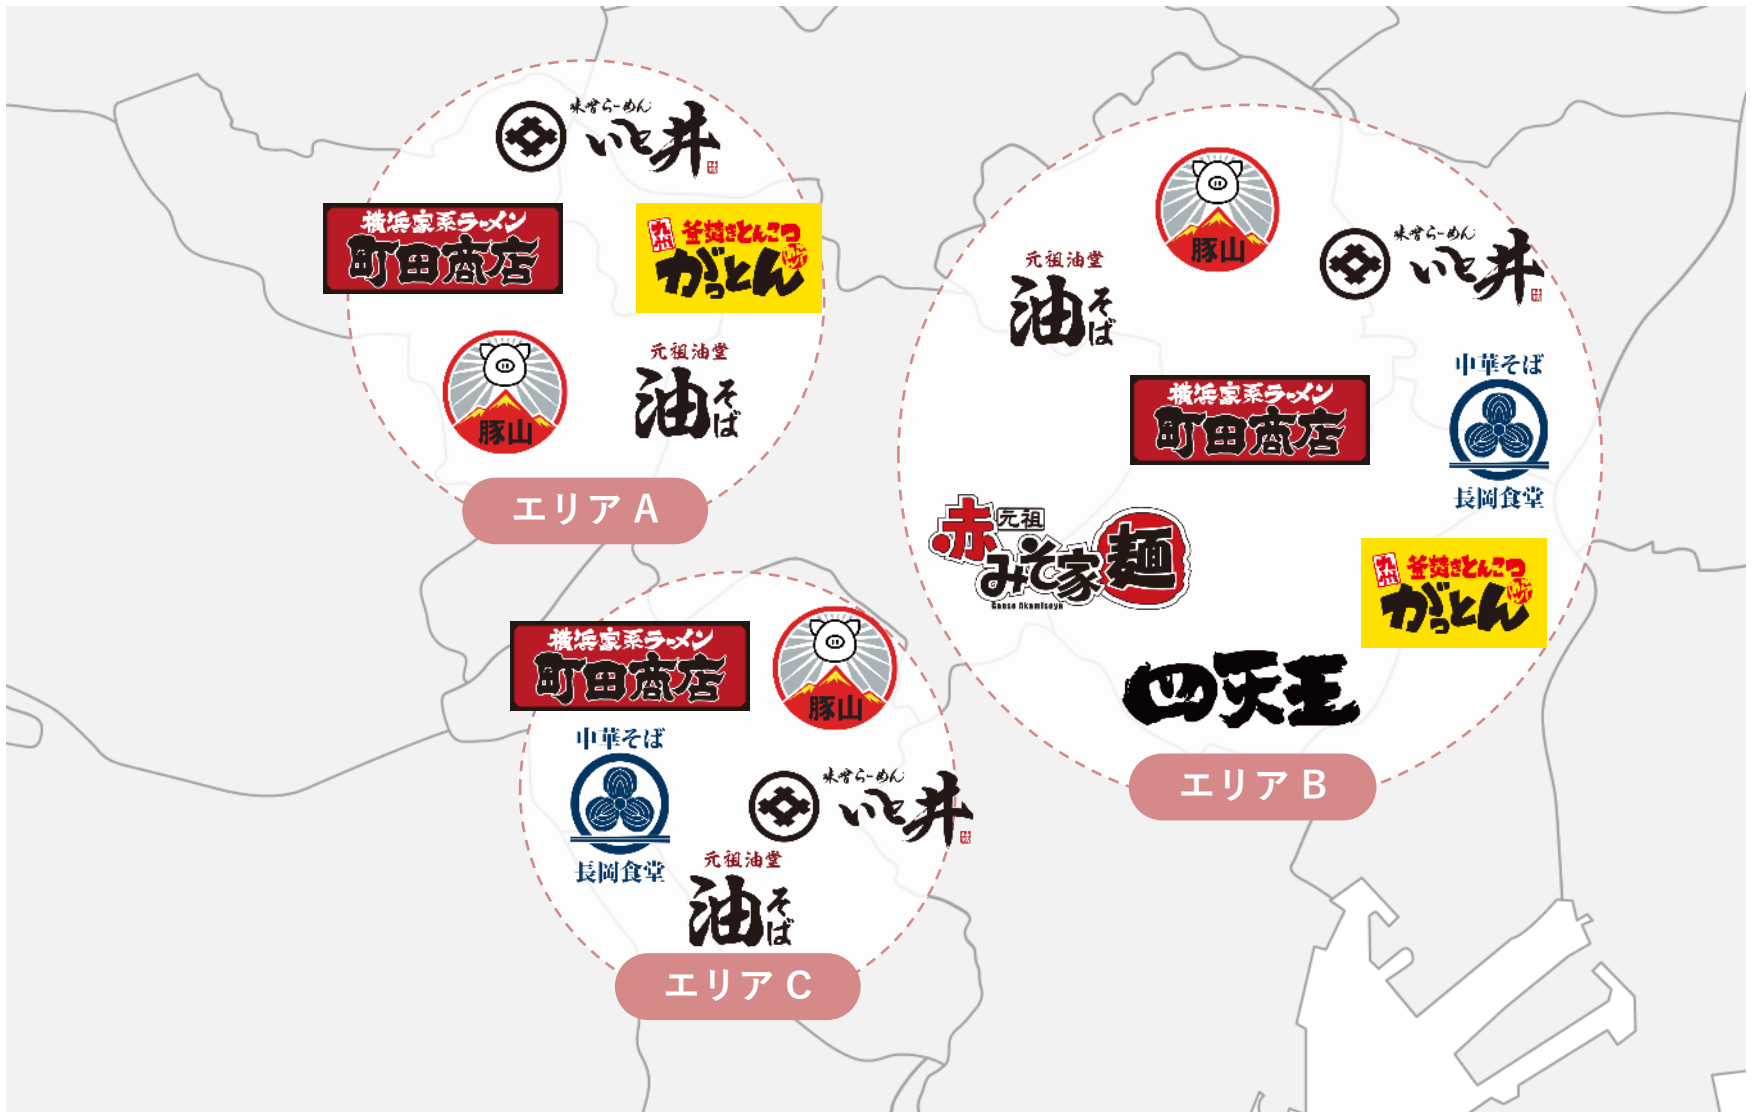 味噌らーめん
いと井
横浜家系ラーメン
町田商店
九州
釜焚きとんこつ
がっとん
豚山
元祖油堂
油そば
エリア A
豚山
味噌らーめん
いと井
元祖油堂
油そば
中華そば
長岡食堂
横浜家系ラーメン
町田商店
元祖
赤みそ家麺
Ganso Akamisoya
九州
釜焚きとんこつ
がっとん
四天王
エリア B
横浜家系ラーメン
町田商店
豚山
中華そば
長岡食堂
味噌らーめん
いと井
元祖油堂
油そば
エリア C